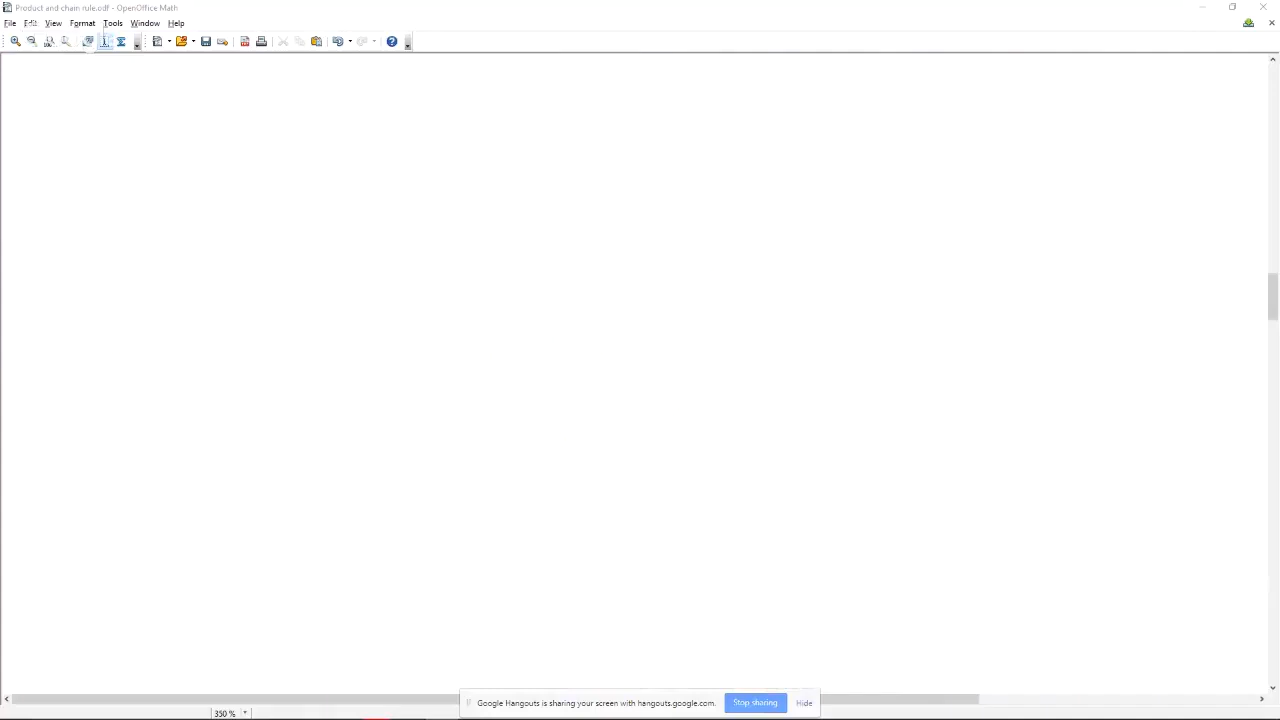 Product and chain rule.odf - OpenOffice Math
File Edit View Format Tools Window Help
Google Hangouts is sharing your screen with hangouts.google.com. Stop sharing Hide
350 %